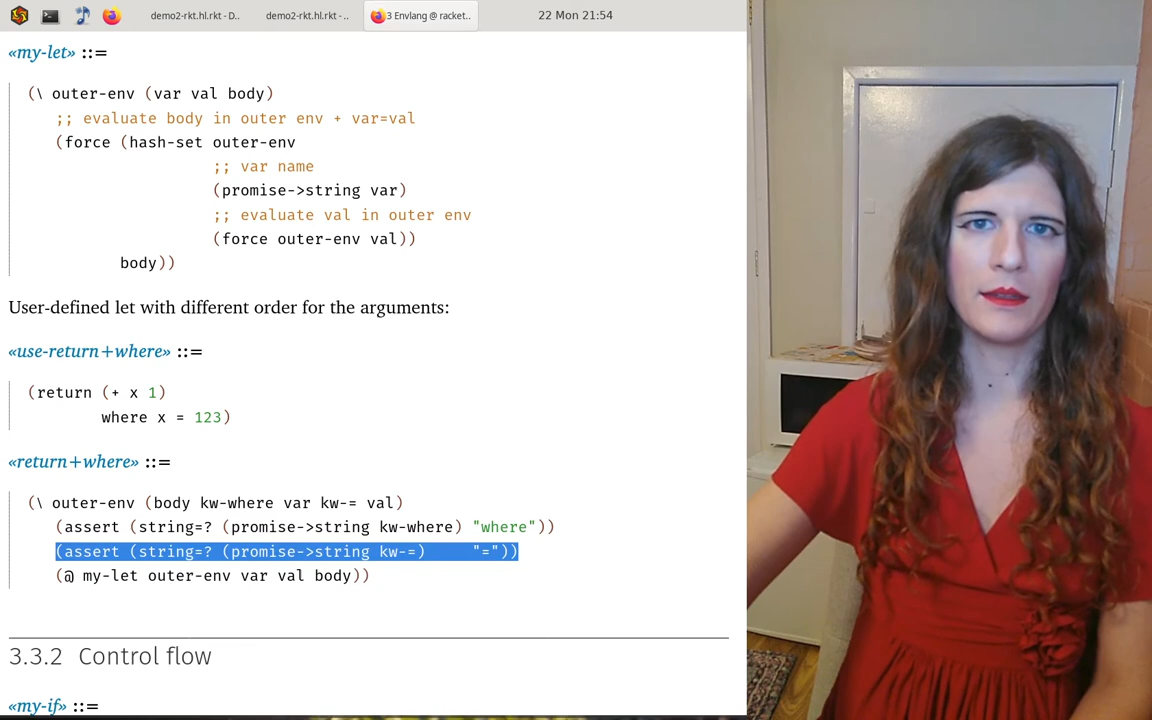 demo2-rkt.hl.rkt - D.. demo2-rkt.hl.rkt - .. 3 Envlang @ racket.. 22 Mon 21:54
«my-let» ::=
(\ outer-env (var val body)
;; evaluate body in outer env + var=val
(force (hash-set outer-env
;; var name
(promise->string var)
;; evaluate val in outer env
(force outer-env val))
body))
User-defined let with different order for the arguments:
«use-return+where» ::=
(return (+ x 1)
where x = 123)
«return+where» ::=
(\ outer-env (body kw-where var kw-= val)
(assert (string=? (promise->string kw-where) "where"))
(assert (string=? (promise->string kw-=) "="))
(@ my-let outer-env var val body))
3.3.2 Control flow
«my-if» ::=